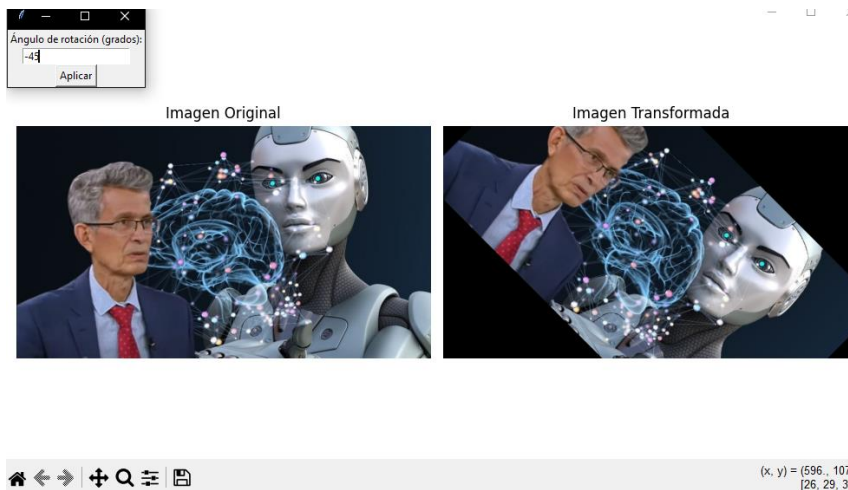 Ángulo de rotación (grados):
-45
Aplicar
Imagen Original
Imagen Transformada
(x, y) = (596., 107
[26, 29, 3